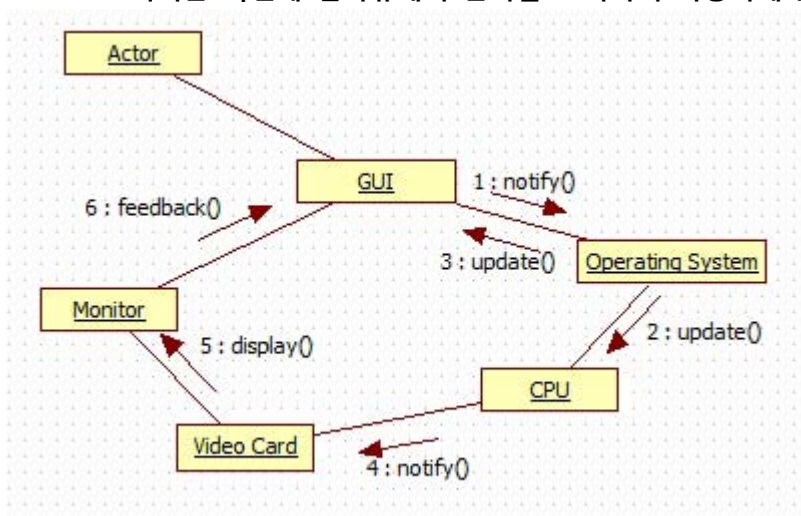 Actor
GUI
1 : notify()
6 : feedback()
3 : update()
Operating System
Monitor
2 : update()
5 : display()
CPU
Video Card
4 : notify()